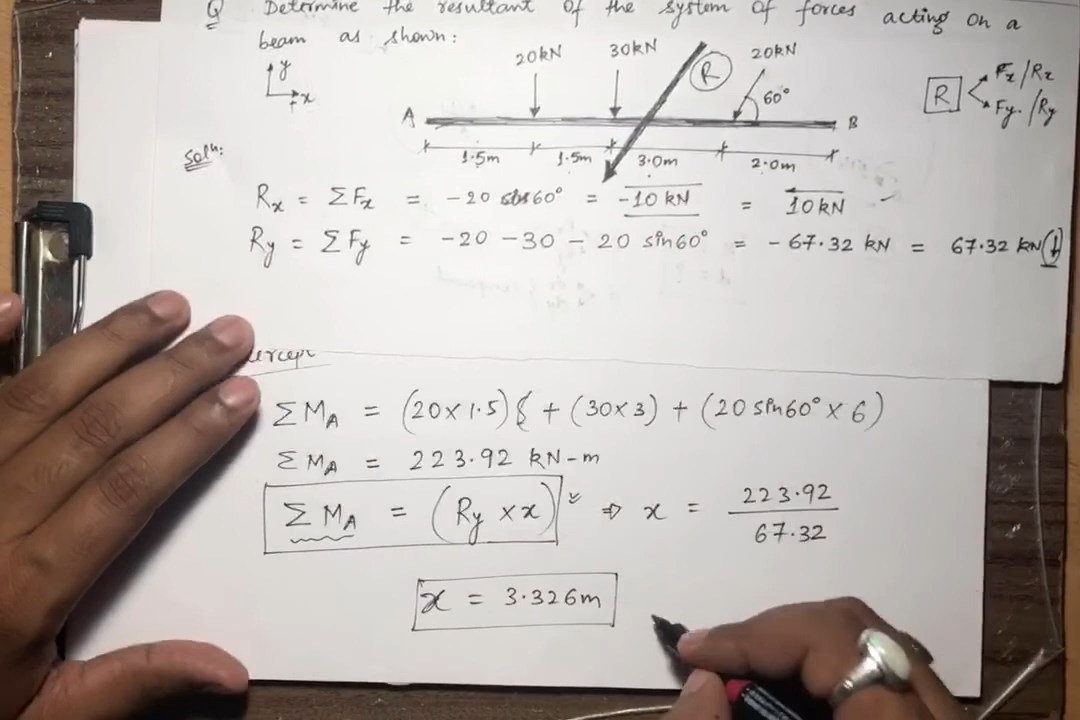 Q Determine the resultant of the system of forces acting on a
beam as shown:
y
x
20kN 30kN R 20kN
60°
A B
1.5m 1.5m 3.0m 2.0m
R Fx/Rx
Fy/Ry
Solⁿ:
Rx = ΣFx = -20 cos60° = -10 kN = 10 kN
Ry = ΣFy = -20 -30 - 20 sin60° = - 67.32 kN = 67.32 kN(↓)
ΣMA = (20×1.5) + (30×3) + (20 sin60° × 6)
ΣMA = 223.92 kN-m
ΣMA = (Ry × x) ⇒ x = 223.92
67.32
x = 3.326m